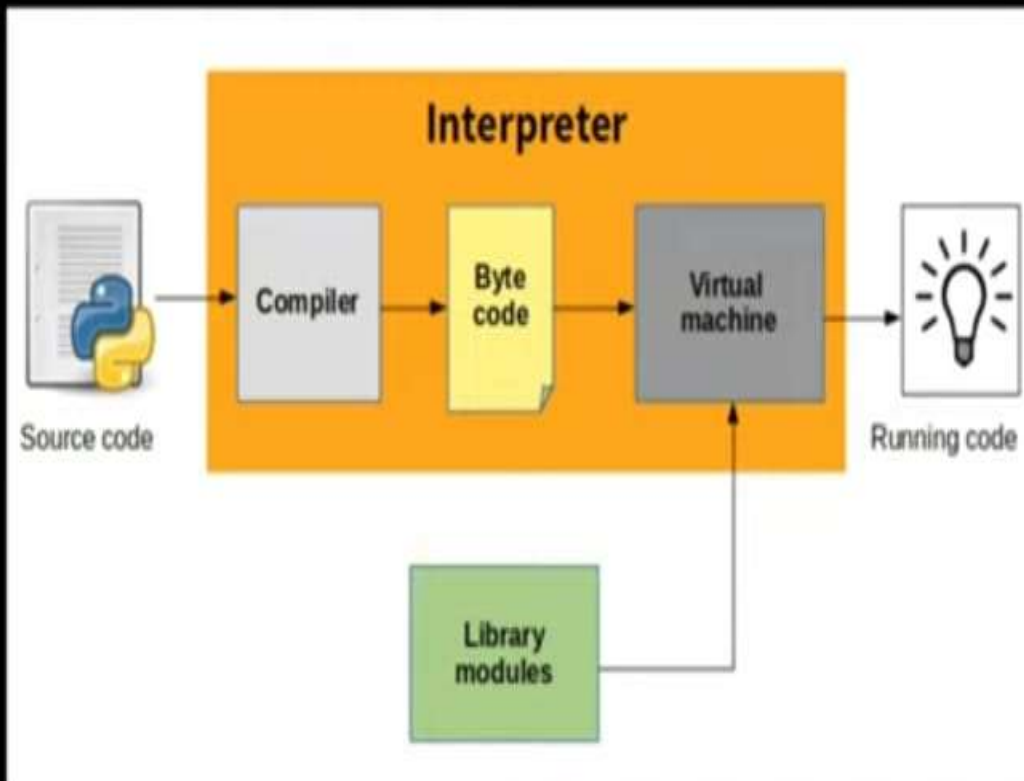 Interpreter
Source code
Compiler
Byte
code
Virtual
machine
Running code
Library
modules